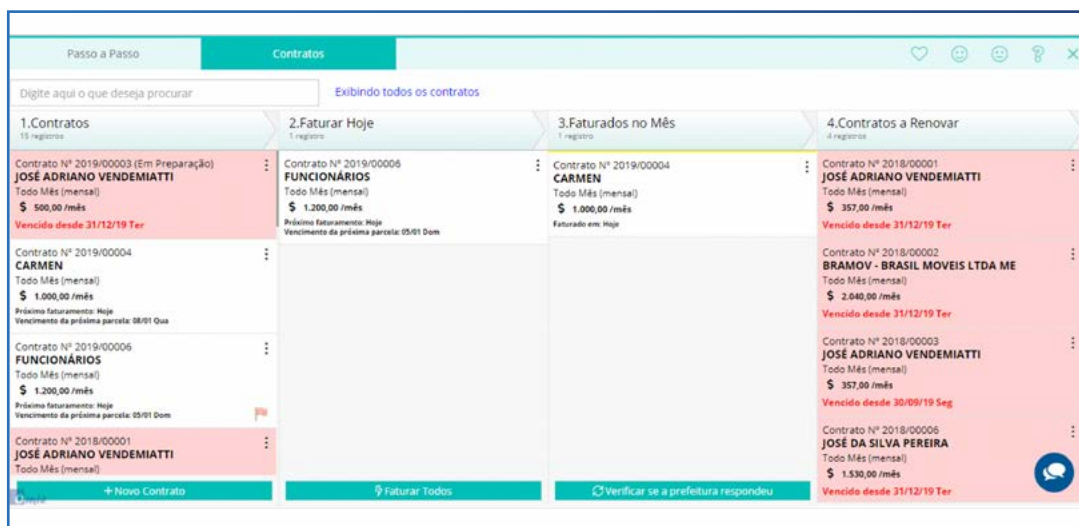 Passo a Passo
Contratos
Digite aqui o que deseja procurar
Exibindo todos os contratos
1.Contratos
15 registros
Contrato Nº 2019/00003 (Em Preparação)
JOSÉ ADRIANO VENDEMIATTI
Todo Mês (mensal)
$ 500,00 /mês
Vencido desde 31/12/19 Ter
Contrato Nº 2019/00004
CARMEN
Todo Mês (mensal)
$ 1.000,00 /mês
Próximo faturamento: Hoje
Vencimento da próxima parcela: 08/01 Qua
Contrato Nº 2019/00006
FUNCIONÁRIOS
Todo Mês (mensal)
$ 1.200,00 /mês
Próximo faturamento: Hoje
Vencimento da próxima parcela: 05/01 Dom
Contrato Nº 2018/00001
JOSÉ ADRIANO VENDEMIATTI
Todo Mês (mensal)
+Novo Contrato
2.Faturar Hoje
1 registro
Contrato Nº 2019/00006
FUNCIONÁRIOS
Todo Mês (mensal)
$ 1.200,00 /mês
Próximo faturamento: Hoje
Vencimento da próxima parcela: 05/01 Dom
Faturar Todos
3.Faturados no Mês
1 registro
Contrato Nº 2019/00004
CARMEN
Todo Mês (mensal)
$ 1.000,00 /mês
Faturado em: Hoje
Verificar se a prefeitura respondeu
4.Contratos a Renovar
4 registros
Contrato Nº 2018/00001
JOSÉ ADRIANO VENDEMIATTI
Todo Mês (mensal)
$ 357,00 /mês
Vencido desde 31/12/19 Ter
Contrato Nº 2018/00002
BRAMOV - BRASIL MOVEIS LTDA ME
Todo Mês (mensal)
$ 2.040,00 /mês
Vencido desde 31/12/19 Ter
Contrato Nº 2018/00003
JOSÉ ADRIANO VENDEMIATTI
Todo Mês (mensal)
$ 357,00 /mês
Vencido desde 30/09/19 Seg
Contrato Nº 2018/00006
JOSÉ DA SILVA PEREIRA
Todo Mês (mensal)
$ 1.530,00 /mês
Vencido desde 31/12/19 Ter